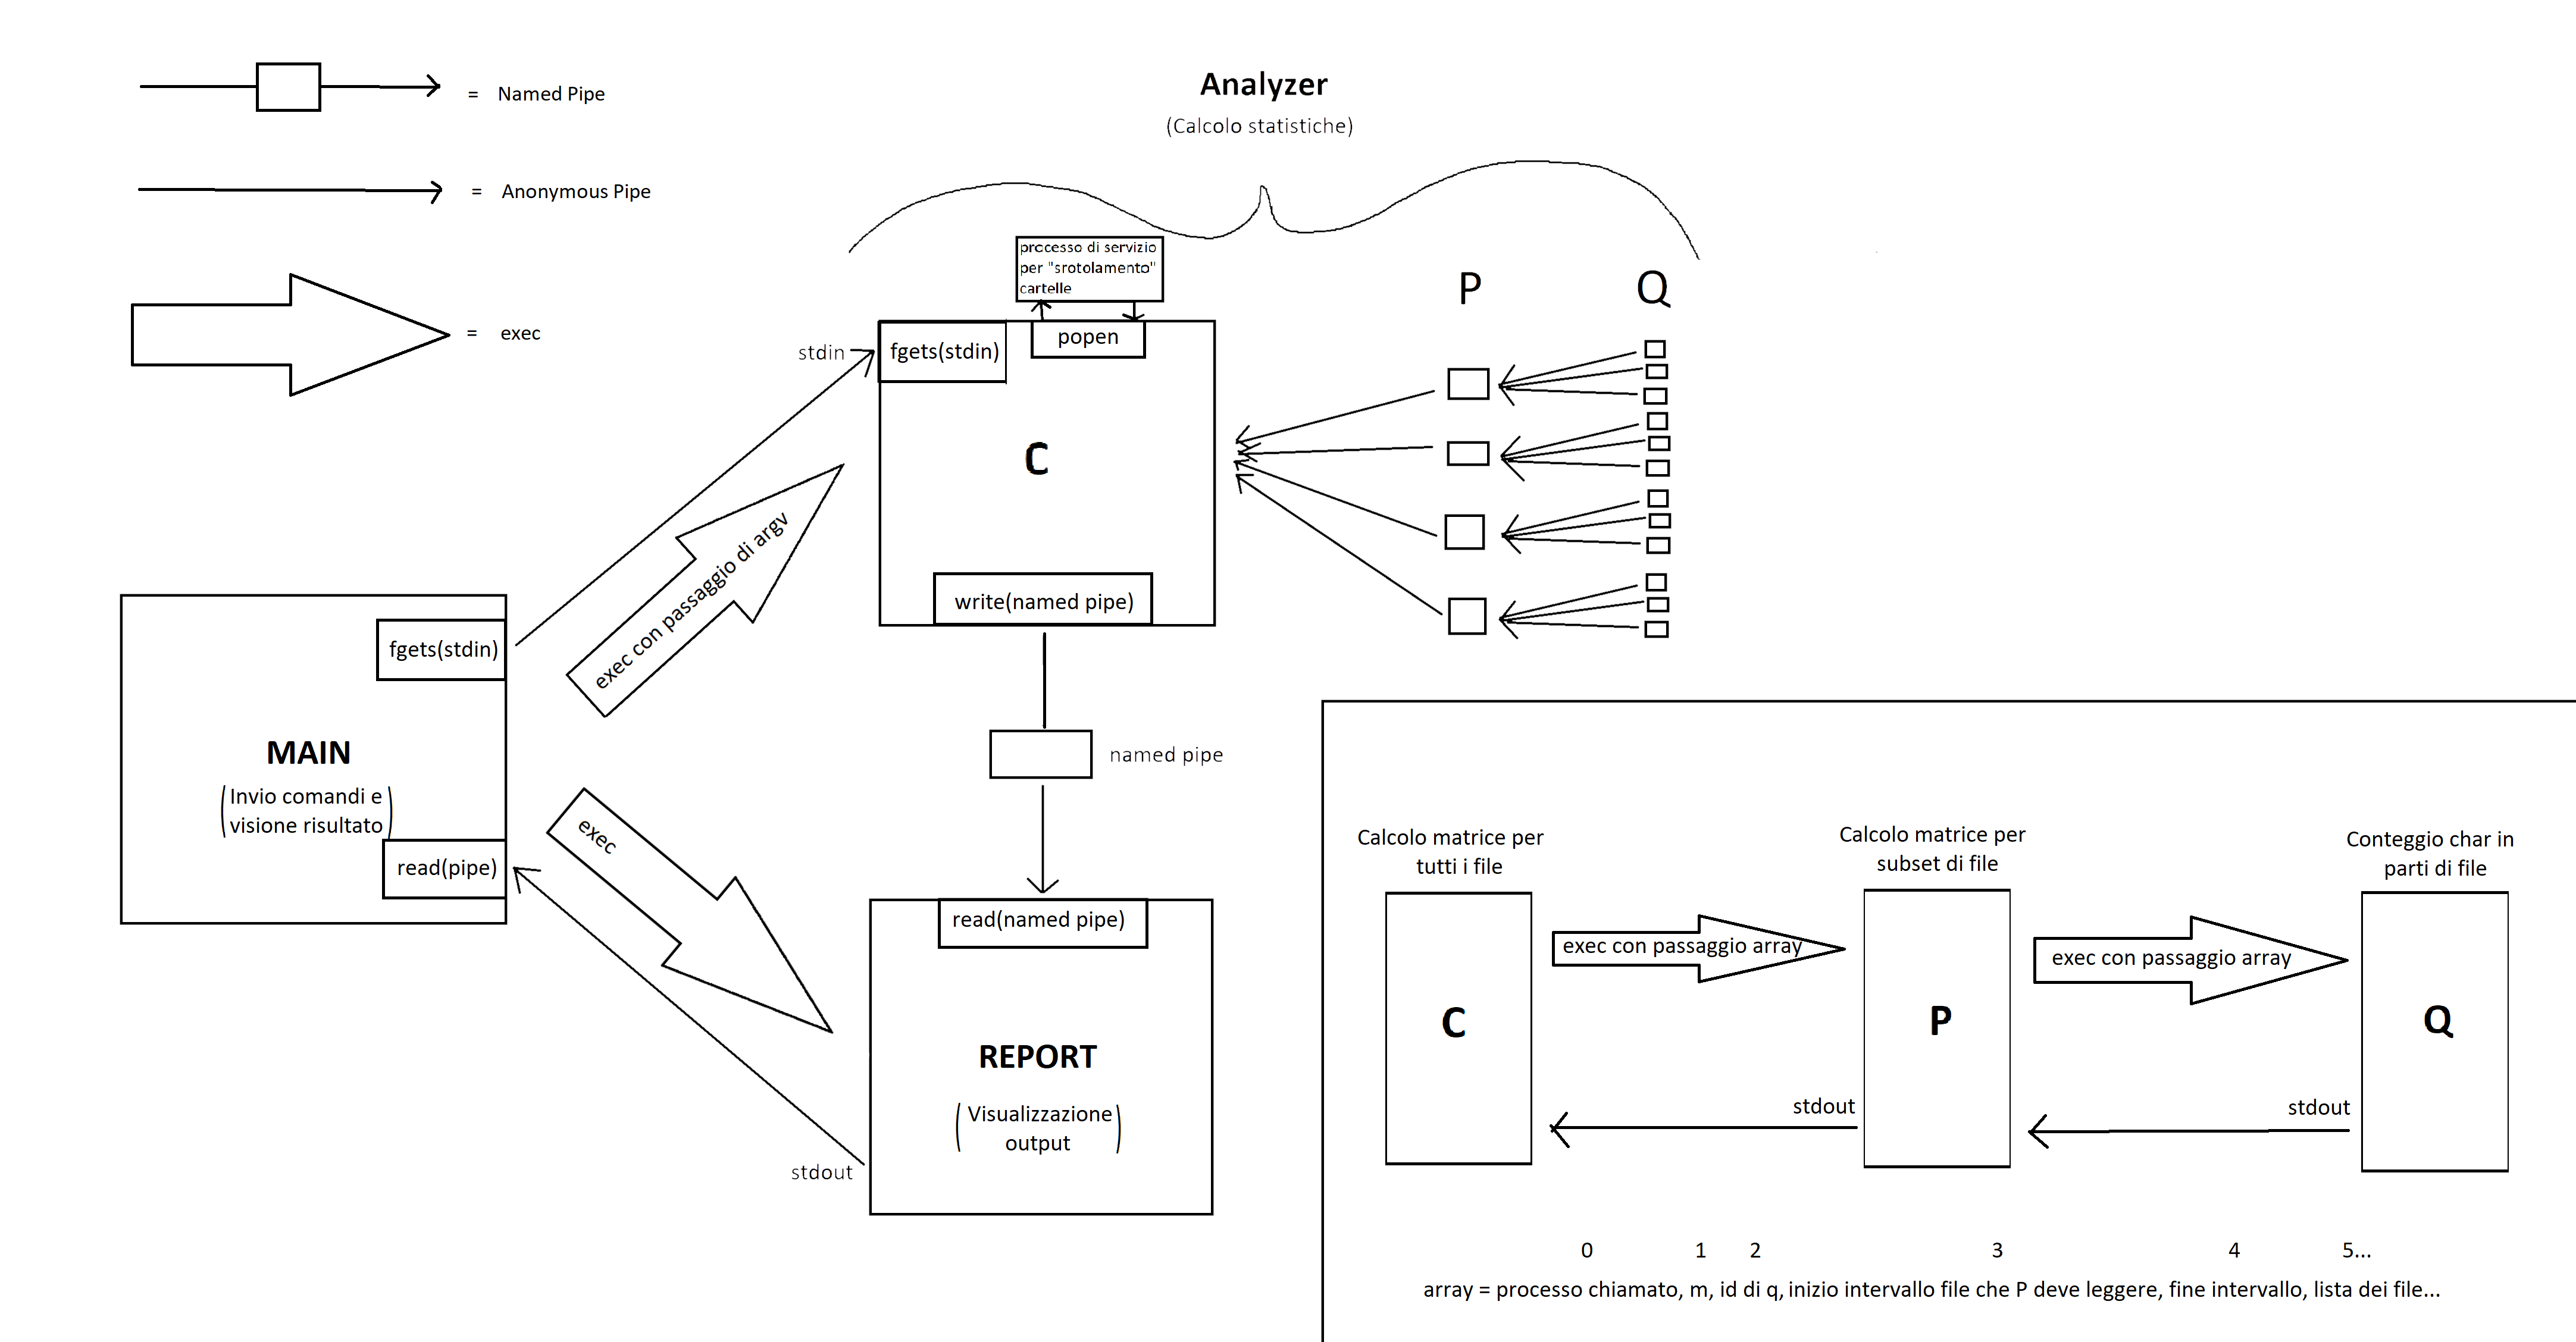 = Named Pipe
= Anonymous Pipe
= exec
Analyzer
(Calcolo statistiche)
processo di servizio
per "srotolamento"
cartelle
P
Q
stdin
fgets(stdin)
popen
C
write(named pipe)
exec con passaggio di argv
fgets(stdin)
MAIN
(Invio comandi e
visione risultato)
read(pipe)
exec
named pipe
read(named pipe)
REPORT
(Visualizzazione
output)
stdout
Calcolo matrice per
tutti i file
Calcolo matrice per
subset di file
Conteggio char in
parti di file
exec con passaggio array
exec con passaggio array
C
P
Q
stdout
stdout
0 1 2 3 4 5...
array = processo chiamato, m, id di q, inizio intervallo file che P deve leggere, fine intervallo, lista dei file...